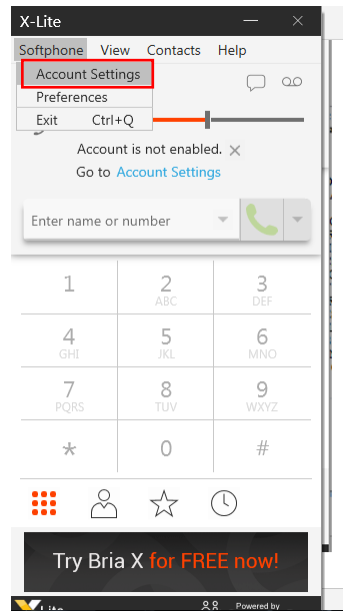 X-Lite
Softphone View Contacts Help
Account Settings
Preferences
Exit Ctrl+Q
Account is not enabled.
Go to Account Settings
Enter name or number
1 2 3
ABC DEF
4 5 6
GHI JKL MNO
7 8 9
PQRS TUV WXYZ
* 0 #
Try Bria X for FREE now!
X Lite Powered by